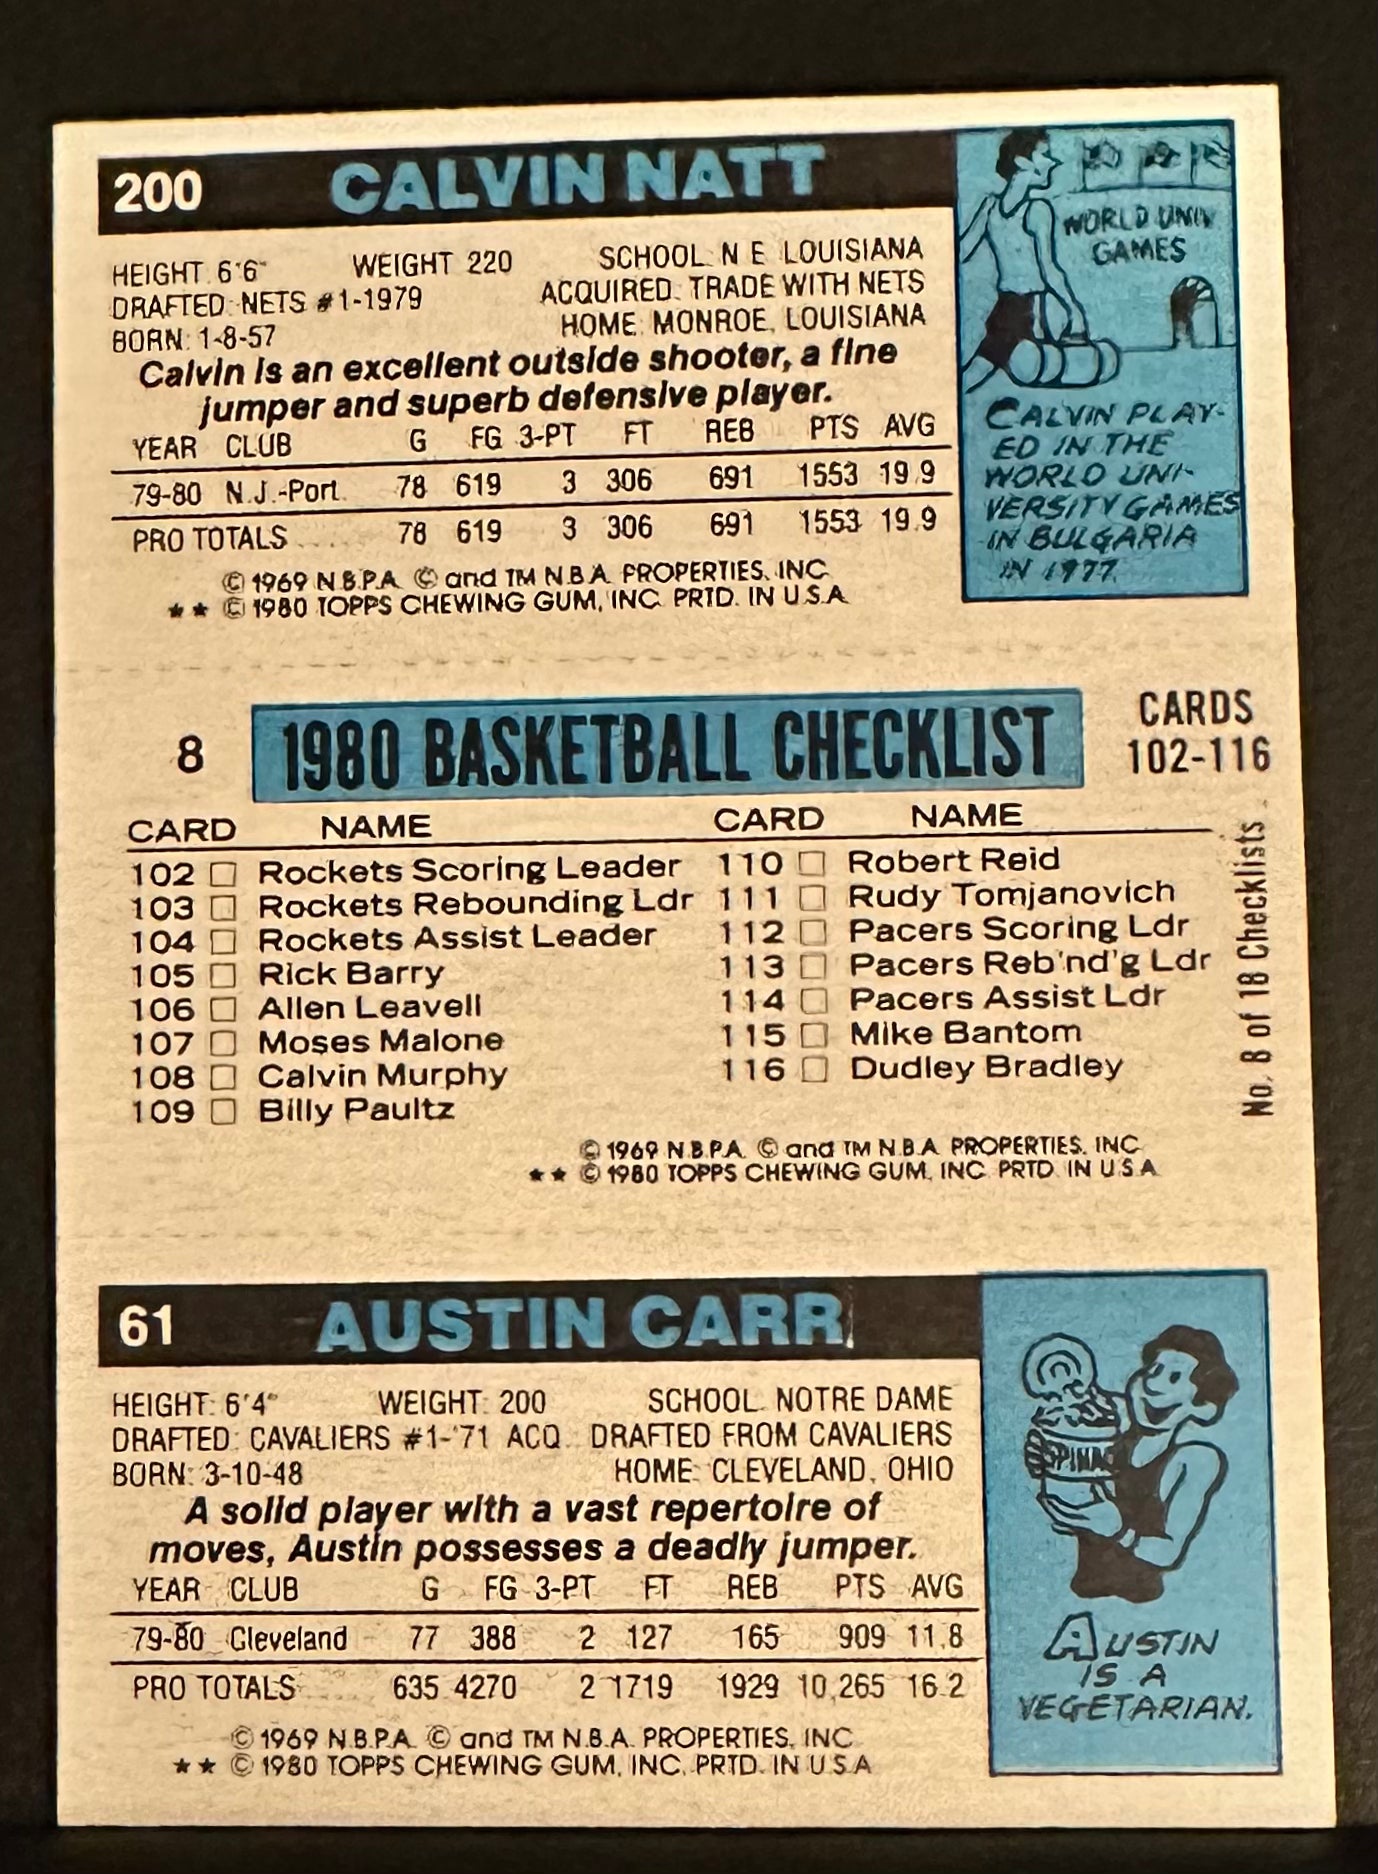 200 CALVIN NATT
HEIGHT 6'6" WEIGHT 220 SCHOOL N E LOUISIANA
DRAFTED: NETS #1-1979 ACQUIRED: TRADE WITH NETS
BORN: 1-8-57 HOME: MONROE, LOUISIANA
Calvin is an excellent outside shooter, a fine
jumper and superb defensive player.
YEAR CLUB G FG 3-PT FT REB PTS AVG
79-80 N.J.-Port. 78 619 3 306 691 1553 19.9
PRO TOTALS .... 78 619 3 306 691 1553 19.9
© 1969 N.B.P.A. © and TM N.B.A. PROPERTIES, INC.
** © 1980 TOPPS CHEWING GUM, INC. PRTD. IN U.S.A.
WORLD UNIV
GAMES
CALVIN PLAY-
ED IN THE
WORLD UNI-
VERSITY GAMES
IN BULGARIA
IN 1977.
8 1980 BASKETBALL CHECKLIST CARDS
102-116
CARD NAME CARD NAME
102 □ Rockets Scoring Leader 110 □ Robert Reid
103 □ Rockets Rebounding Ldr 111 □ Rudy Tomjanovich
104 □ Rockets Assist Leader 112 □ Pacers Scoring Ldr
105 □ Rick Barry 113 □ Pacers Reb'nd'g Ldr
106 □ Allen Leavell 114 □ Pacers Assist Ldr
107 □ Moses Malone 115 □ Mike Bantom
108 □ Calvin Murphy 116 □ Dudley Bradley
109 □ Billy Paultz
No. 8 of 18 Checklists
© 1969 N.B.P.A. © and TM N.B.A. PROPERTIES, INC.
** © 1980 TOPPS CHEWING GUM, INC. PRTD. IN U.S.A.
61 AUSTIN CARR
HEIGHT: 6'4" WEIGHT: 200 SCHOOL: NOTRE DAME
DRAFTED: CAVALIERS #1-'71 ACQ: DRAFTED FROM CAVALIERS
BORN: 3-10-48 HOME: CLEVELAND, OHIO
A solid player with a vast repertoire of
moves, Austin possesses a deadly jumper.
YEAR CLUB G FG 3-PT FT REB PTS AVG
79-80 Cleveland 77 388 2 127 165 909 11.8
PRO TOTALS .... 635 4270 2 1719 1929 10,265 16.2
© 1969 N.B.P.A. © and TM N.B.A. PROPERTIES, INC.
** © 1980 TOPPS CHEWING GUM, INC. PRTD. IN U.S.A
SPINAC
AUSTIN
IS A
VEGETARIAN.